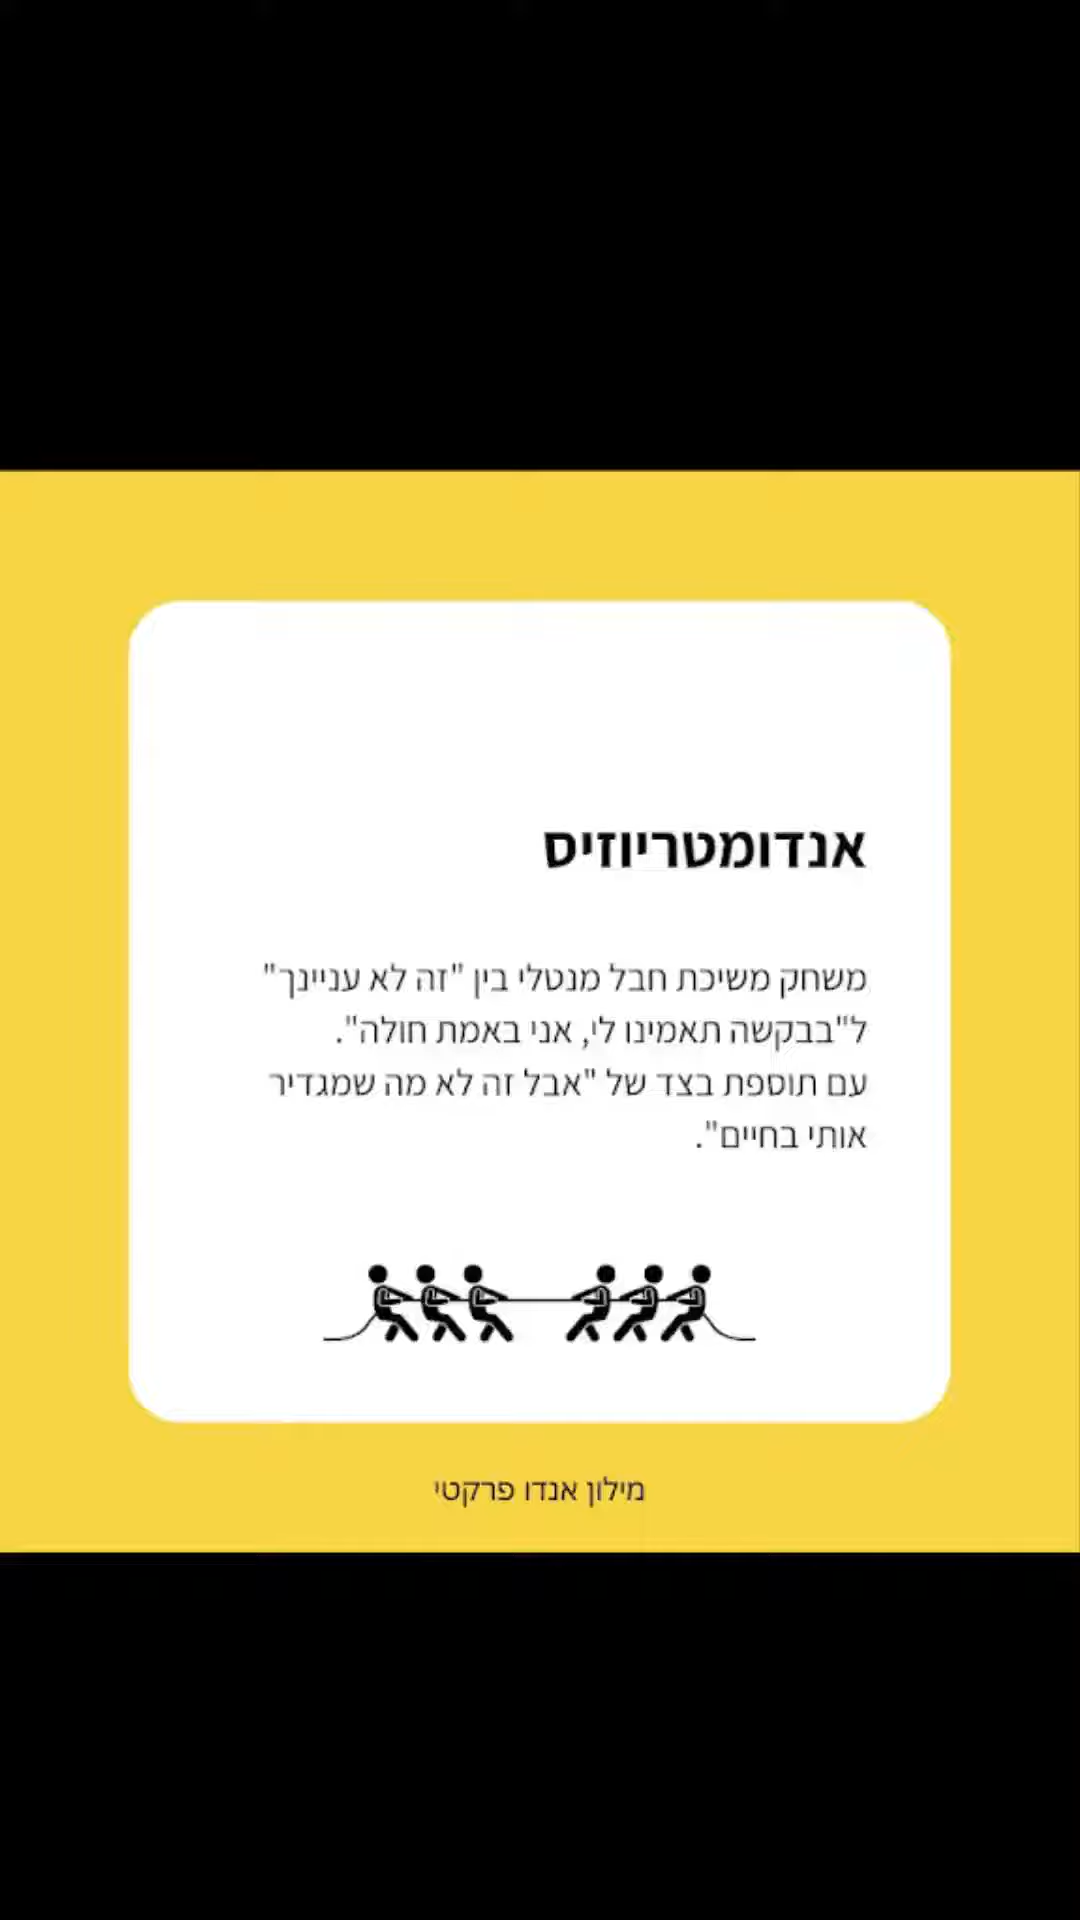 אנדומטריוזיס
משחק משיכת חבל מנטלי בין "זה לא עניינך"
ל"בבקשה תאמינו לי, אני באמת חולה".
עם תוספת בצד של "אבל זה לא מה שמגדיר
אותי בחיים".
מילון אנדו פרקטי